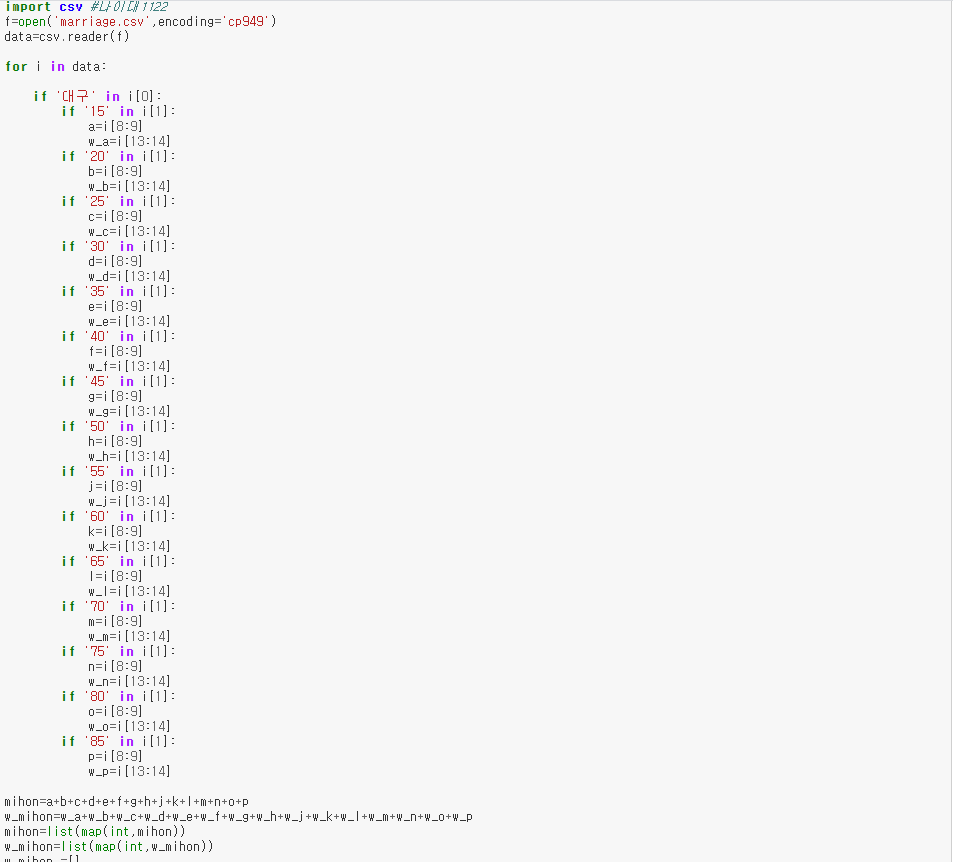 import csv #나이대1122
f=open('marriage.csv',encoding='cp949')
data=csv.reader(f)
for i in data:
if '대구' in i[0]:
if '15' in i[1]:
a=i[8:9]
w_a=i[13:14]
if '20' in i[1]:
b=i[8:9]
w_b=i[13:14]
if '25' in i[1]:
c=i[8:9]
w_c=i[13:14]
if '30' in i[1]:
d=i[8:9]
w_d=i[13:14]
if '35' in i[1]:
e=i[8:9]
w_e=i[13:14]
if '40' in i[1]:
f=i[8:9]
w_f=i[13:14]
if '45' in i[1]:
g=i[8:9]
w_g=i[13:14]
if '50' in i[1]:
h=i[8:9]
w_h=i[13:14]
if '55' in i[1]:
j=i[8:9]
w_j=i[13:14]
if '60' in i[1]:
k=i[8:9]
w_k=i[13:14]
if '65' in i[1]:
l=i[8:9]
w_l=i[13:14]
if '70' in i[1]:
m=i[8:9]
w_m=i[13:14]
if '75' in i[1]:
n=i[8:9]
w_n=i[13:14]
if '80' in i[1]:
o=i[8:9]
w_o=i[13:14]
if '85' in i[1]:
p=i[8:9]
w_p=i[13:14]
mihon=a+b+c+d+e+f+g+h+j+k+l+m+n+o+p
w_mihon=w_a+w_b+w_c+w_d+w_e+w_f+w_g+w_h+w_j+w_k+w_l+w_m+w_n+w_o+w_p
mihon=list(map(int,mihon))
w_mihon=list(map(int,w_mihon))